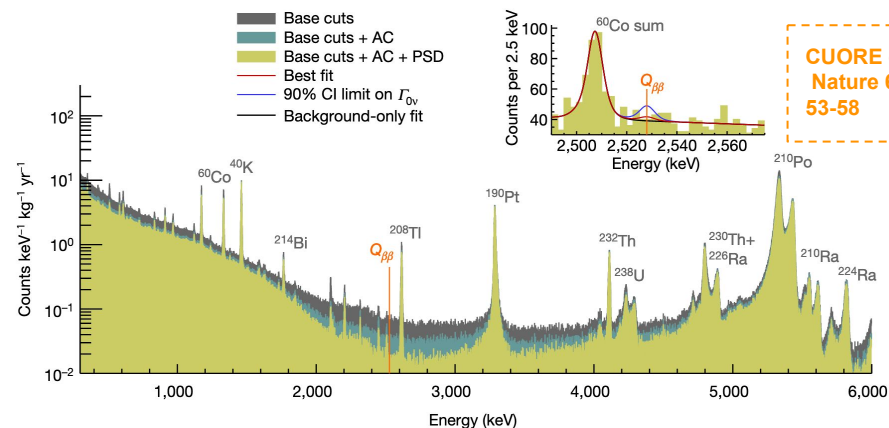 Base cuts
Base cuts + AC
Base cuts + AC + PSD
Best fit
90% CI limit on Γ₀ᵥ
Background-only fit
Counts keV⁻¹ kg⁻¹ yr⁻¹
10²
10¹
10⁰
10⁻¹
10⁻²
⁶⁰Co
⁴⁰K
²¹⁴Bi
Qββ
²⁰⁸Tl
¹⁹⁰Pt
²³²Th
²³⁸U
²³⁰Th+
²²⁶Ra
²¹⁰Po
²¹⁰Ra
²²⁴Ra
1,000
2,000
3,000
4,000
5,000
6,000
Energy (keV)
Counts per 2.5 keV
100
80
60
40
⁶⁰Co sum
Qββ
2,500
2,520
2,540
2,560
Energy (keV)
CUORE
Nature 6
53-58